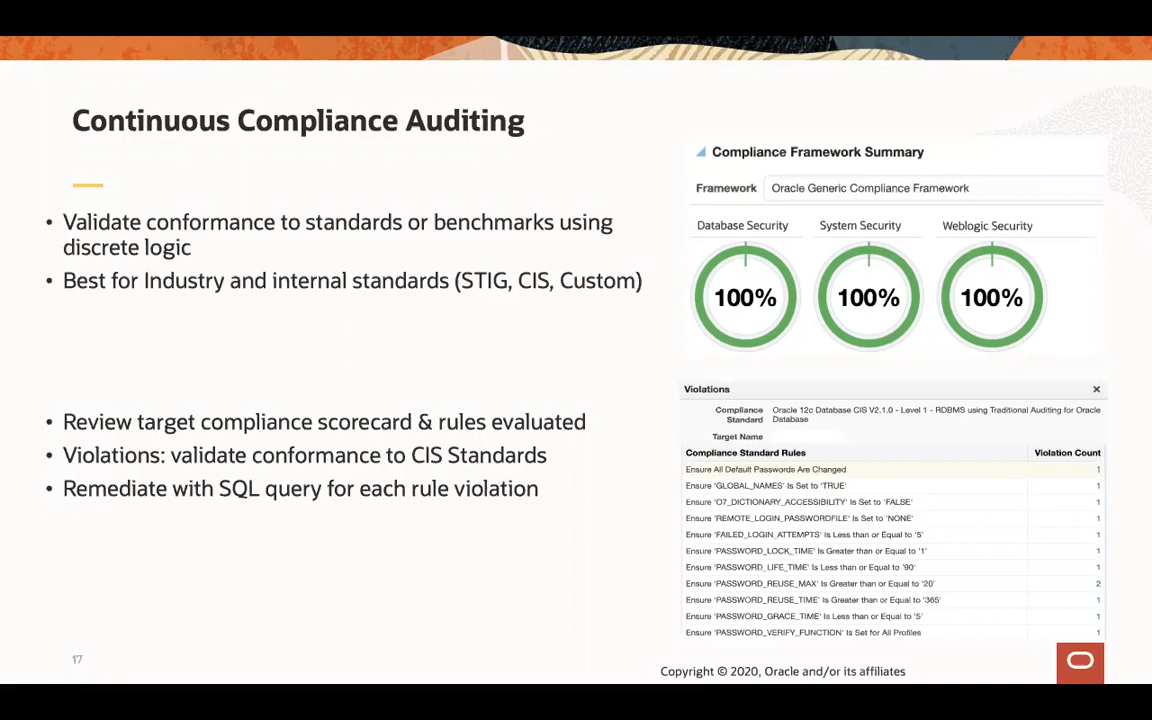 Continuous Compliance Auditing
• Validate conformance to standards or benchmarks using
discrete logic
• Best for Industry and internal standards (STIG, CIS, Custom)
• Review target compliance scorecard & rules evaluated
• Violations: validate conformance to CIS Standards
• Remediate with SQL query for each rule violation
Compliance Framework Summary
Framework Oracle Generic Compliance Framework
Database Security System Security Weblogic Security
100% 100% 100%
Violations ×
Compliance Standard Oracle 12c Database CIS V2.1.0 - Level 1 - RDBMS using Traditional Auditing for Oracle
Database
Target Name
Compliance Standard Rules Violation Count
Ensure All Default Passwords Are Changed 1
Ensure 'GLOBAL_NAMES' Is Set to 'TRUE' 1
Ensure 'O7_DICTIONARY_ACCESSIBILITY' Is Set to 'FALSE' 1
Ensure 'REMOTE_LOGIN_PASSWORDFILE' Is Set to 'NONE' 1
Ensure 'FAILED_LOGIN_ATTEMPTS' Is Less than or Equal to '5' 1
Ensure 'PASSWORD_LOCK_TIME' Is Greater than or Equal to '1' 1
Ensure 'PASSWORD_LIFE_TIME' Is Less than or Equal to '90' 1
Ensure 'PASSWORD_REUSE_MAX' Is Greater than or Equal to '20' 2
Ensure 'PASSWORD_REUSE_TIME' Is Greater than or Equal to '365' 1
Ensure 'PASSWORD_GRACE_TIME' Is Less than or Equal to '5' 1
Ensure 'PASSWORD_VERIFY_FUNCTION' Is Set for All Profiles 1
17
Copyright © 2020, Oracle and/or its affiliates